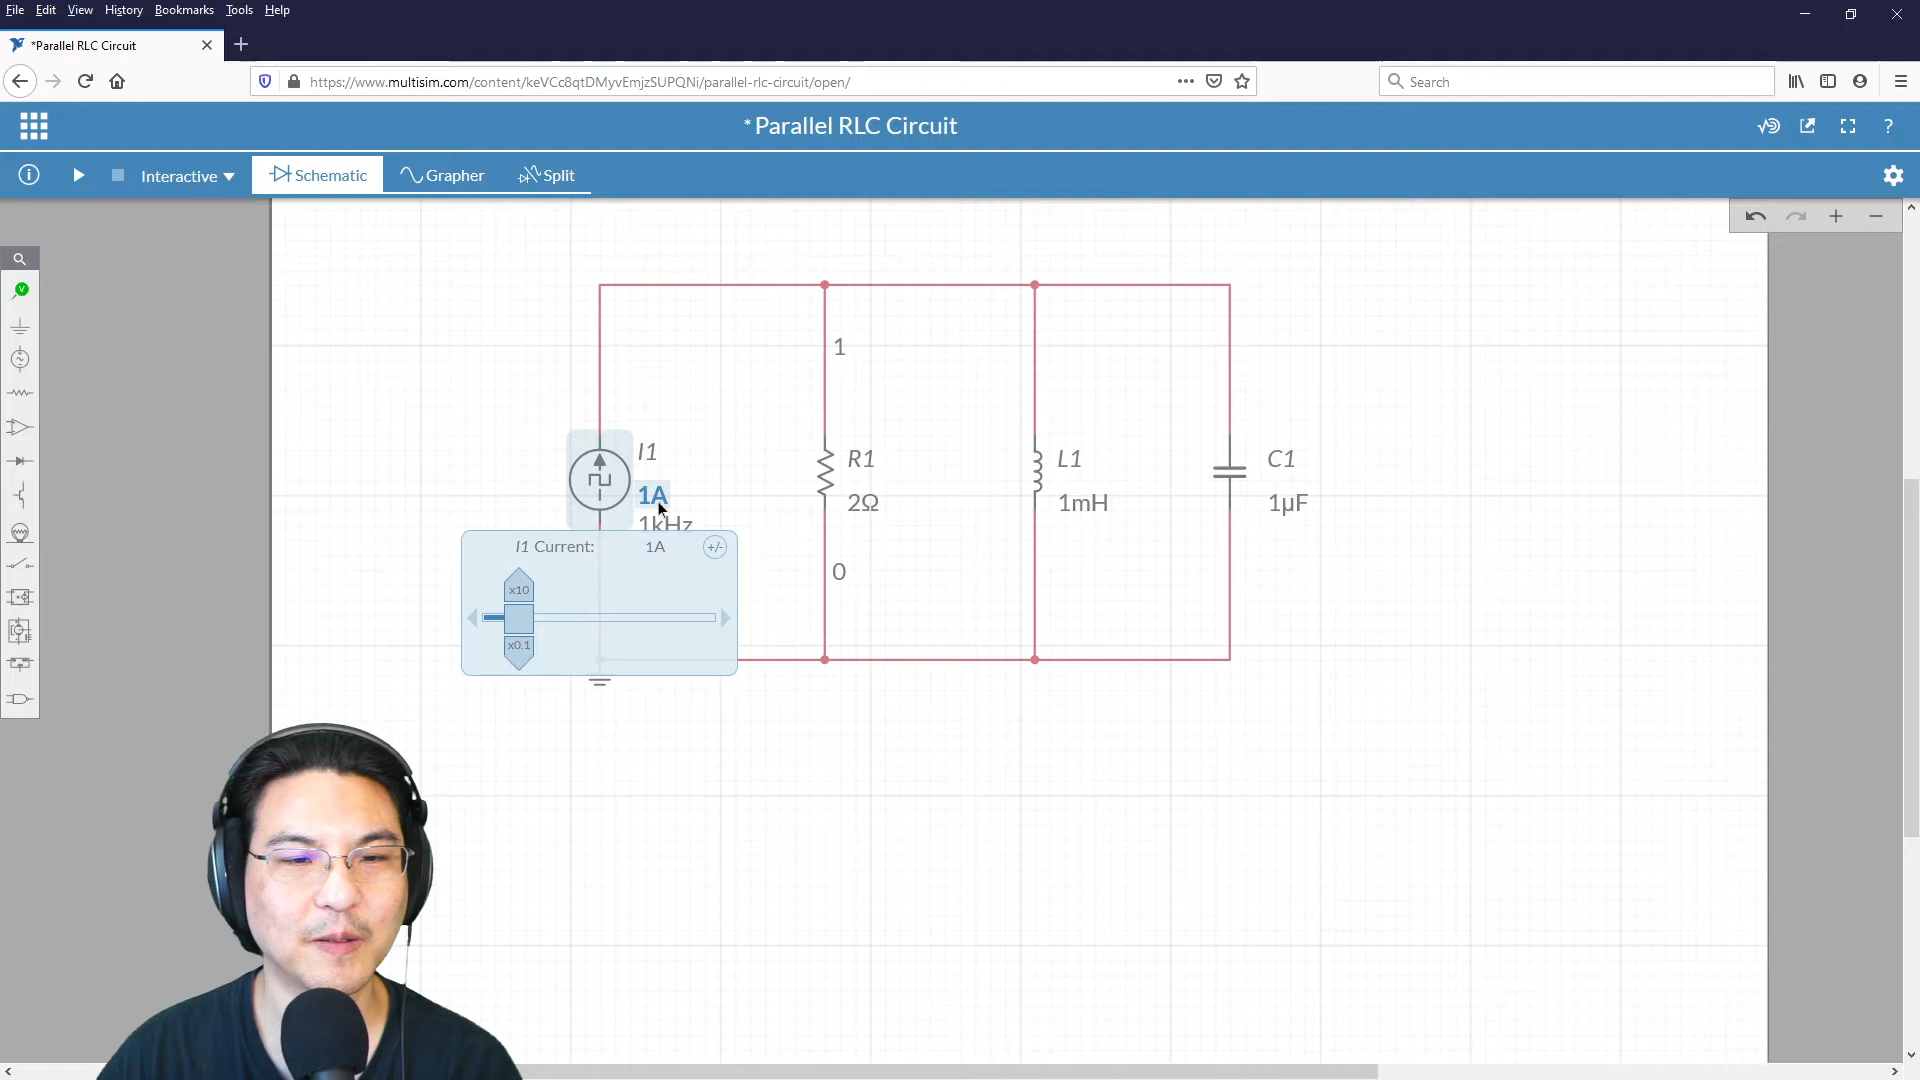 File Edit View History Bookmarks Tools Help
*Parallel RLC Circuit
https://www.multisim.com/content/keVCc8qtDMyvEmjzSUPQNi/parallel-rlc-circuit/open/
Search
* Parallel RLC Circuit
?
Interactive
Schematic
Grapher
Split
V
1
I1
1A
1kHz
R1
2Ω
L1
1mH
C1
1µF
I1 Current: 1A +/-
0
x10
x0.1